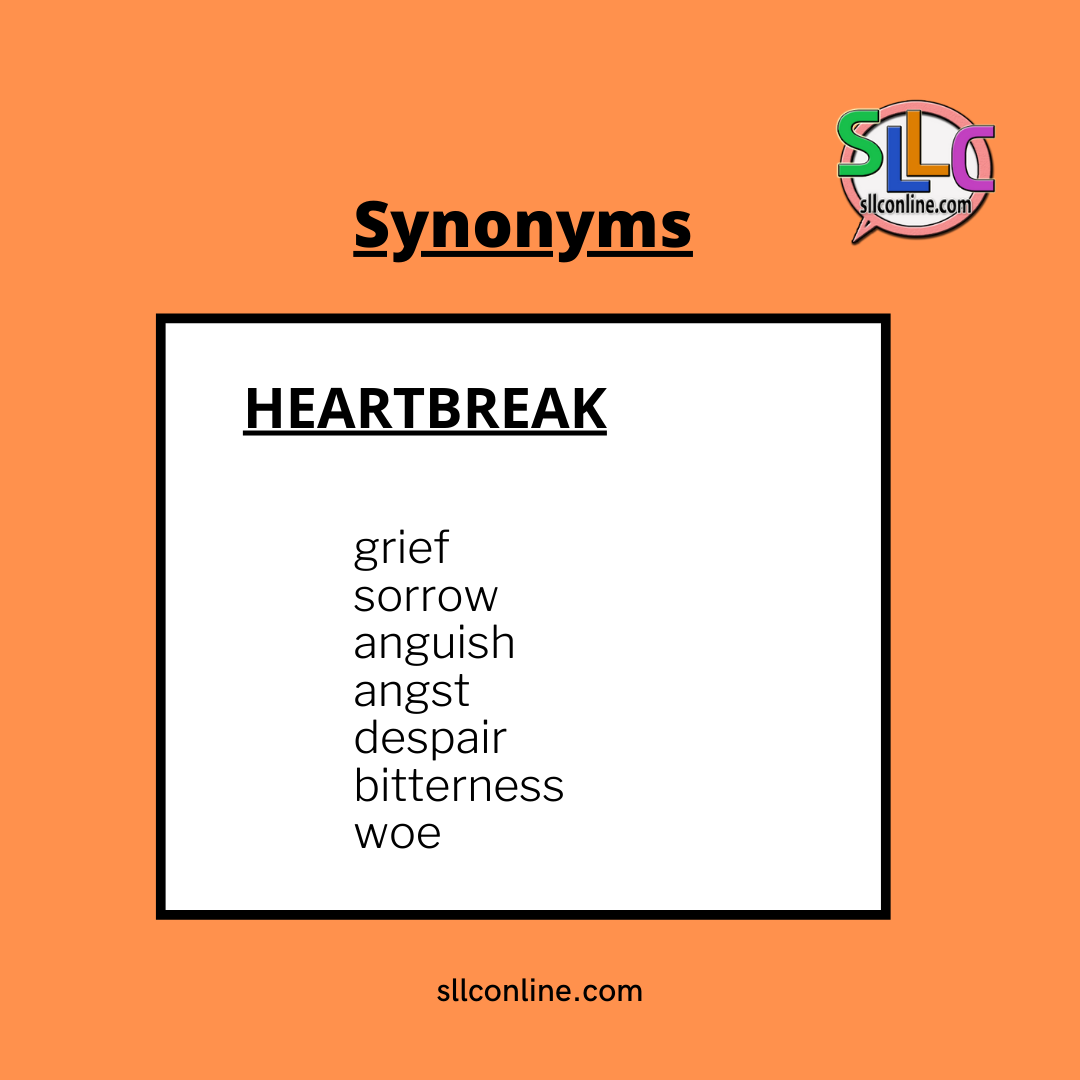 SLLC
sllconline.com
Synonyms
HEARTBREAK
grief
sorrow
anguish
angst
despair
bitterness
woe
sllconline.com